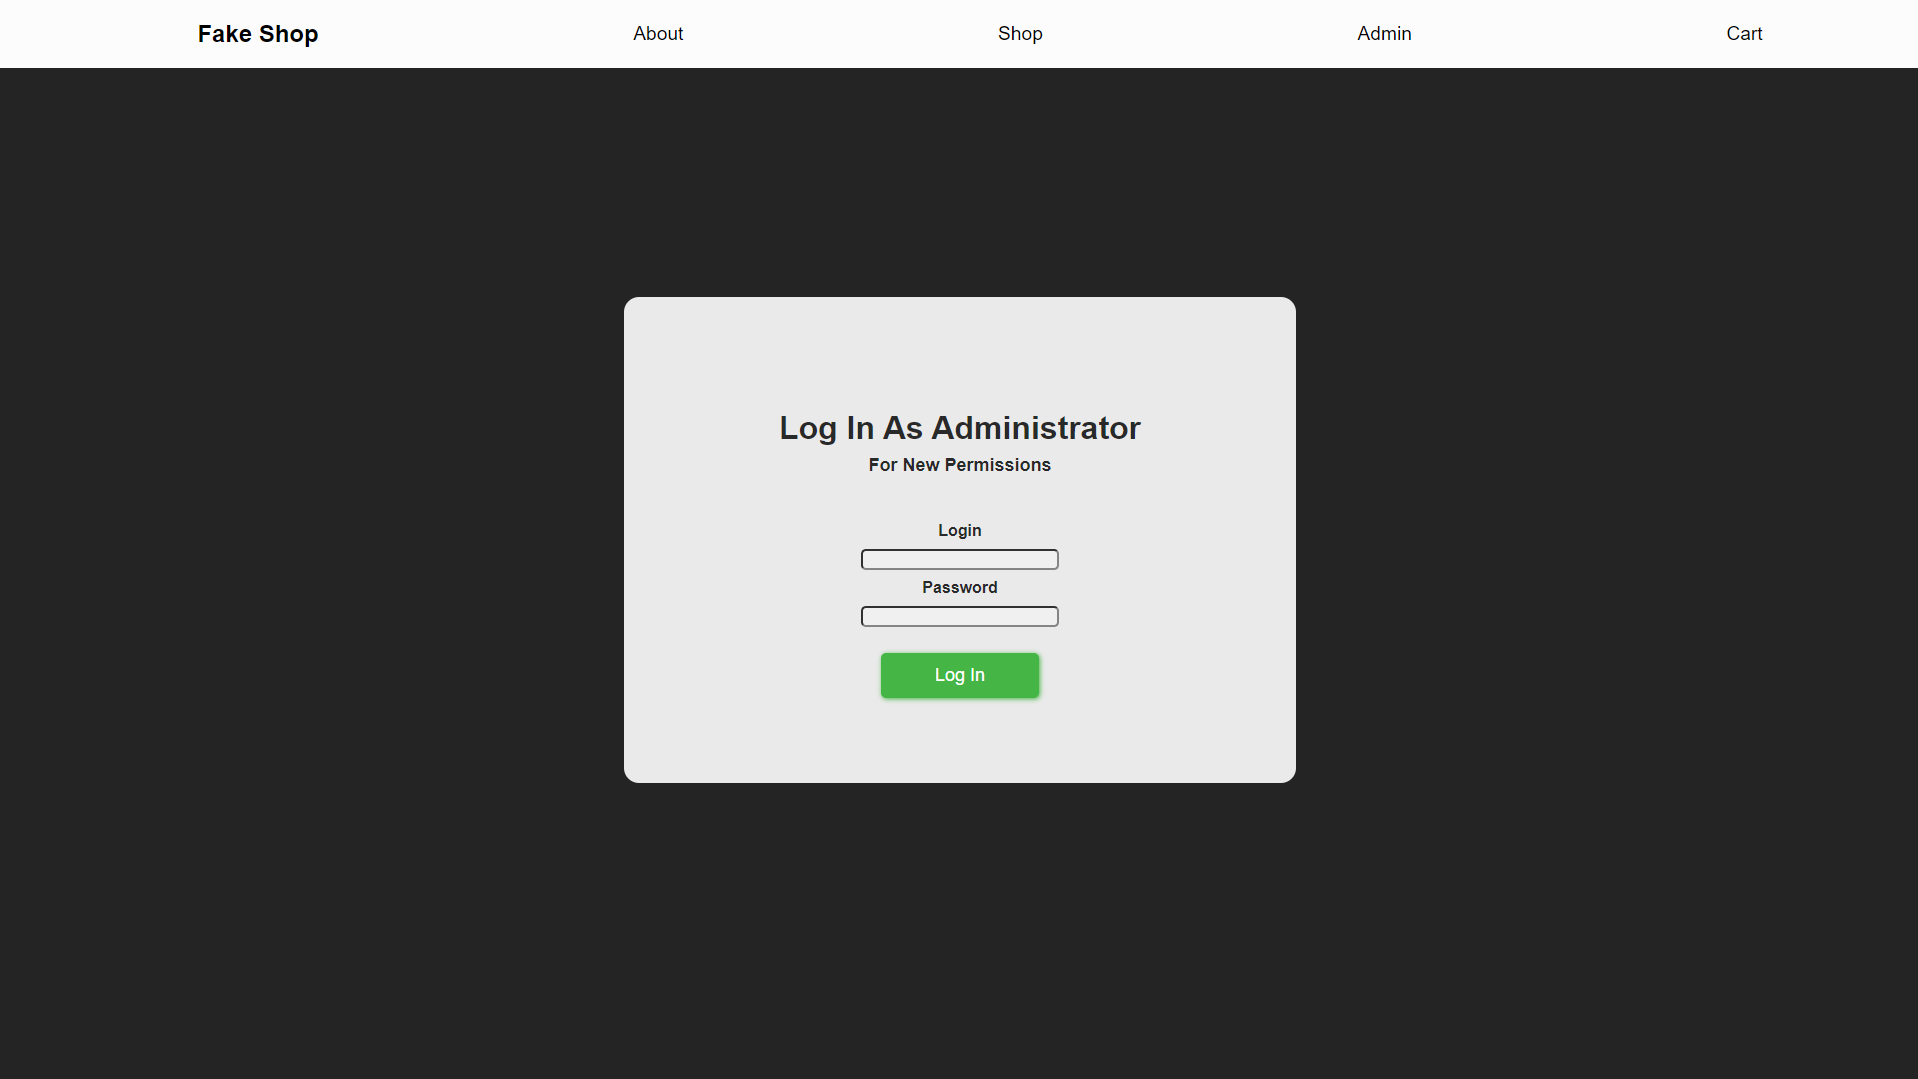 Fake Shop About Shop Admin Cart
Log In As Administrator
For New Permissions
Login
Password
Log In